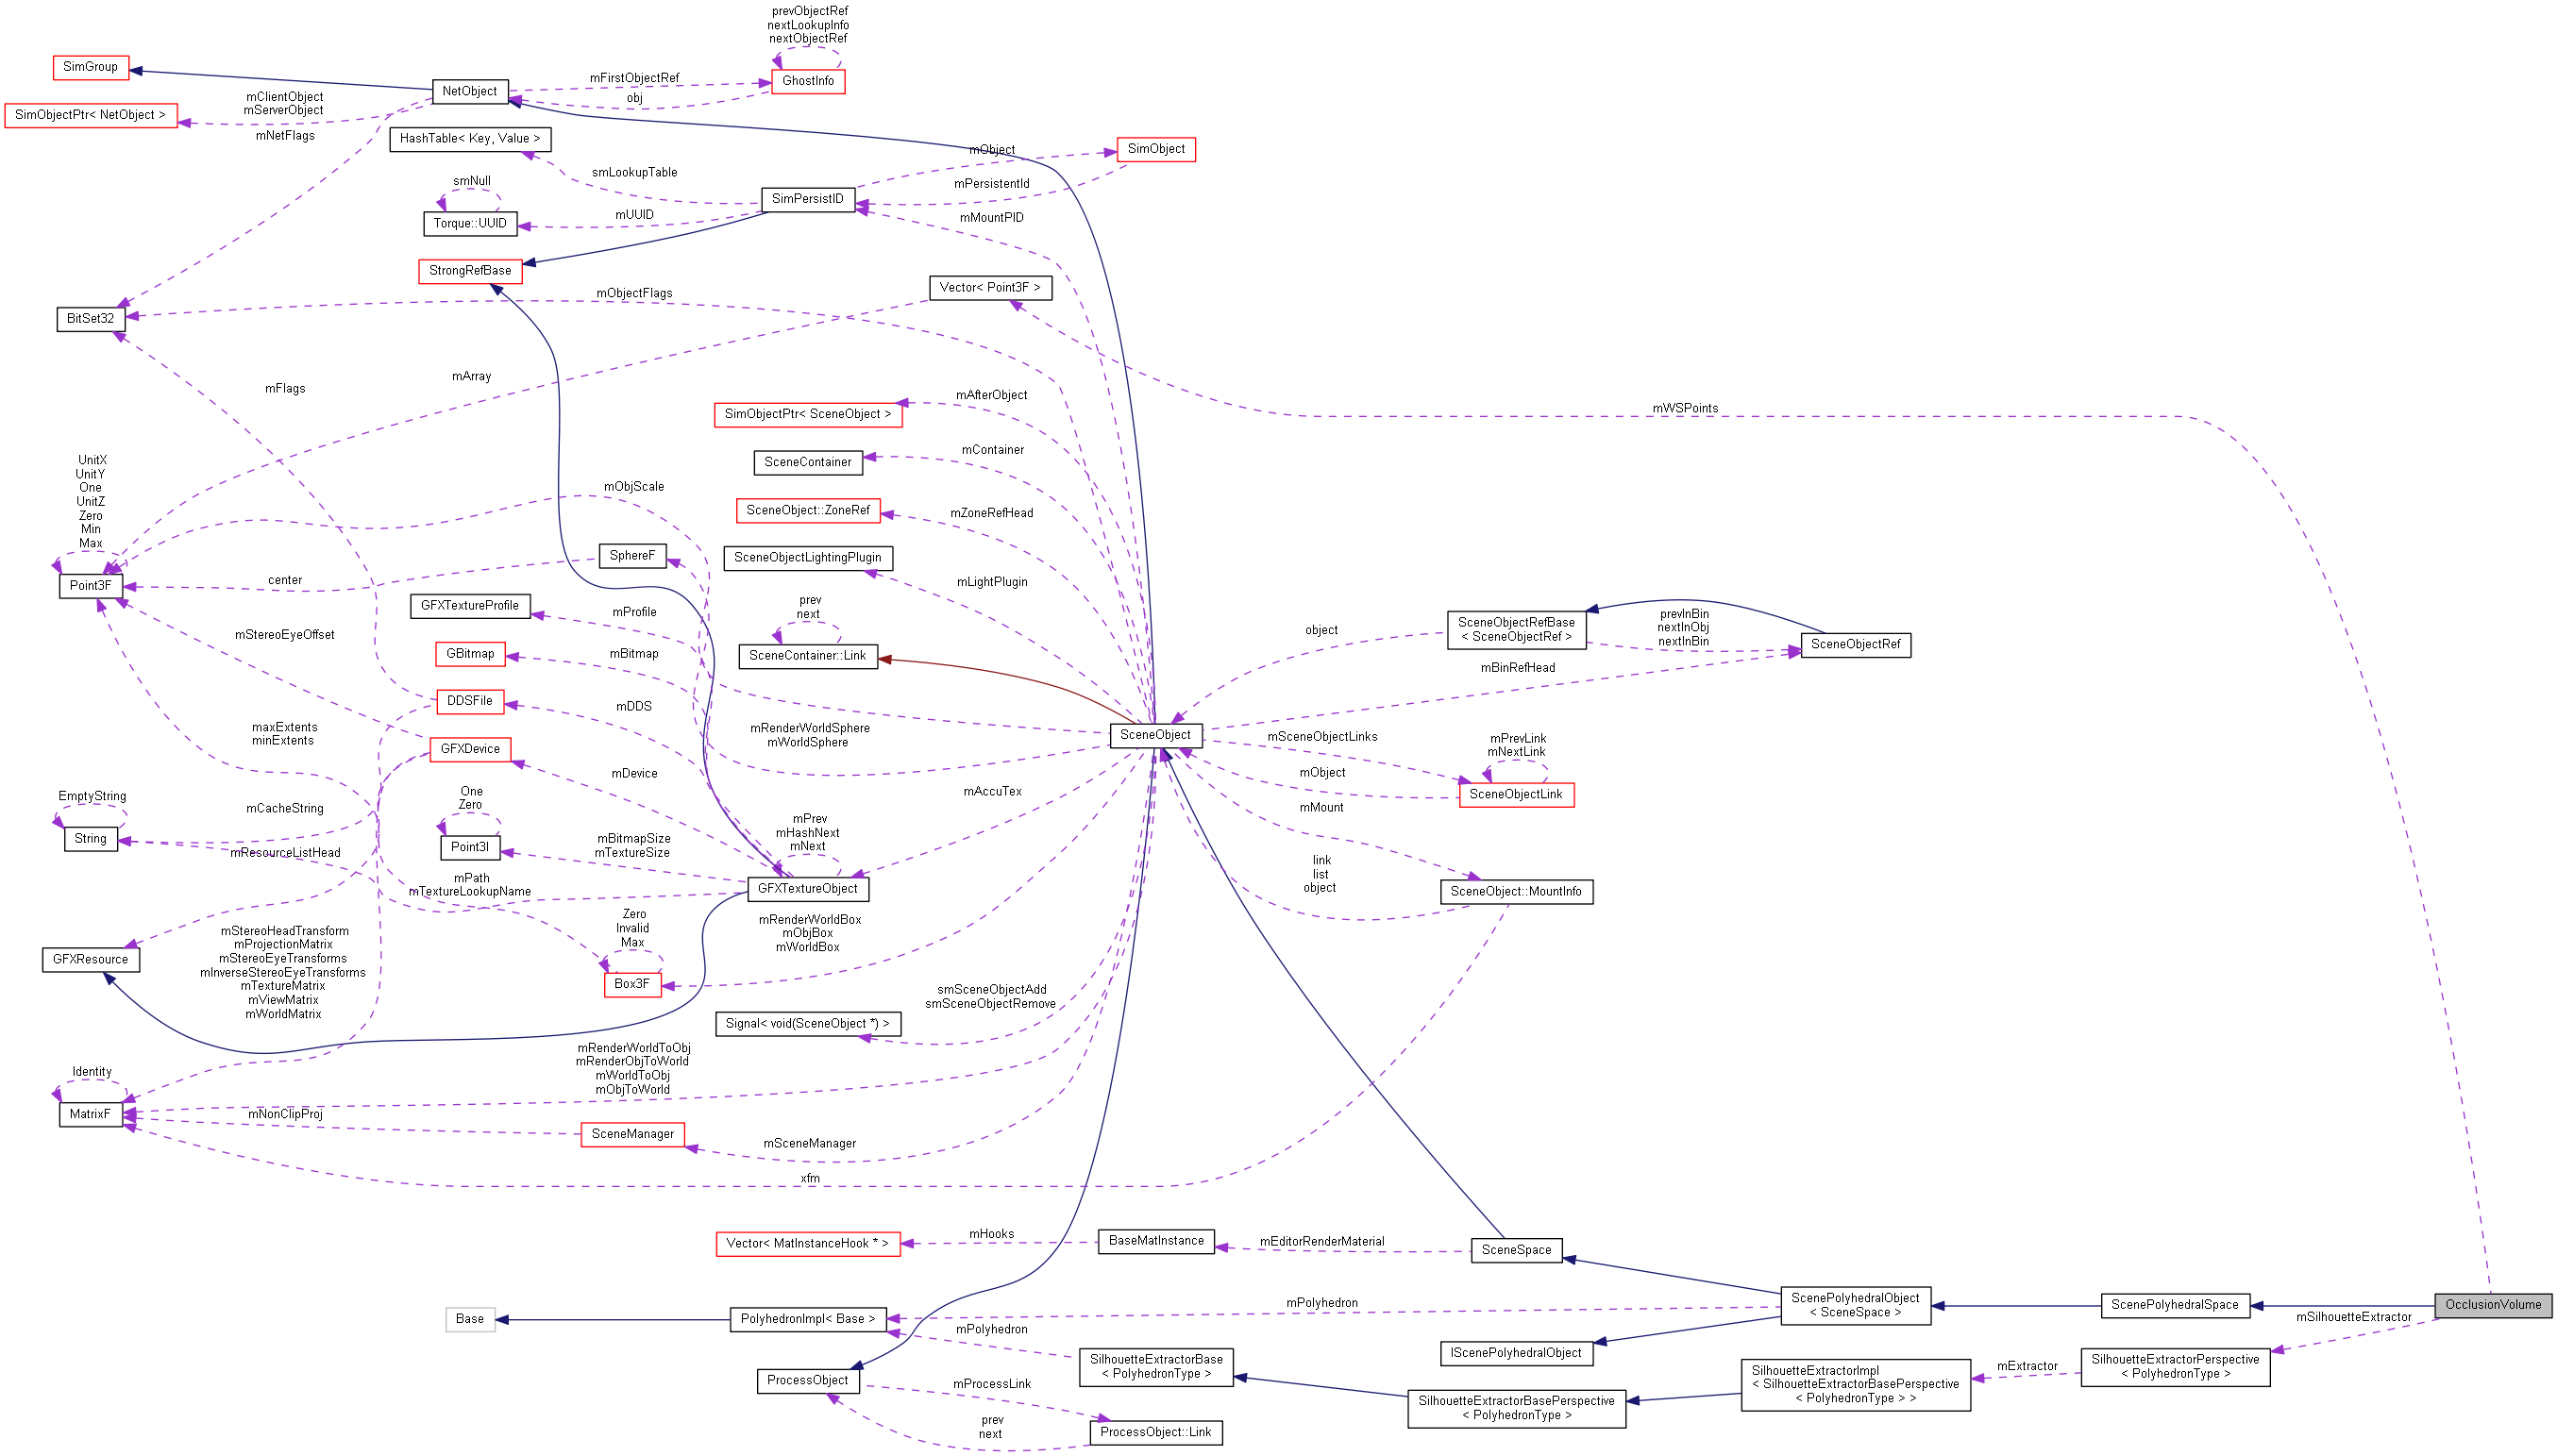 prevObjectRef
nextLookupInfo
nextObjectRef
SimGroup
mFirstObjectRef
GhostInfo
NetObject
mClientObject
mServerObject
obj
SimObjectPtr< NetObject >
mNetFlags
HashTable< Key, Value >
mObject
SimObject
smLookupTable
smNull
mPersistentId
SimPersistID
mUUID
mMountPID
Torque::UUID
StrongRefBase
mObjectFlags
Vector< Point3F >
BitSet32
mFlags
mArray
mAfterObject
SimObjectPtr< SceneObject >
mWSPoints
mContainer
SceneContainer
UnitX
UnitY
One
UnitZ
Zero
Min
Max
mObjScale
mZoneRefHead
SceneObject::ZoneRef
SphereF
SceneObjectLightingPlugin
center
Point3F
mLightPlugin
GFXTextureProfile
mProfile
prev
next
SceneObjectRefBase
< SceneObjectRef >
prevInBin
nextInObj
nextInBin
object
SceneObjectRef
mStereoEyeOffset
GBitmap
mBitmap
SceneContainer::Link
mBinRefHead
DDSFile
mDDS
maxExtents
minExtents
mRenderWorldSphere
mWorldSphere
SceneObject
mSceneObjectLinks
mPrevLink
mNextLink
GFXDevice
mDevice
mObject
SceneObjectLink
EmptyString
mCacheString
One
Zero
mAccuTex
mMount
String
mPrev
mHashNext
mNext
mBitmapSize
mTextureSize
Point3I
mResourceListHead
link
list
object
mPath
mTextureLookupName
GFXTextureObject
SceneObject::MountInfo
Zero
Invalid
Max
mRenderWorldBox
mObjBox
mWorldBox
mStereoHeadTransform
mProjectionMatrix
mStereoEyeTransforms
mInverseStereoEyeTransforms
mTextureMatrix
mViewMatrix
mWorldMatrix
GFXResource
Box3F
smSceneObjectAdd
smSceneObjectRemove
Signal< void(SceneObject *) >
mRenderWorldToObj
mRenderObjToWorld
mWorldToObj
mObjToWorld
Identity
MatrixF
mNonClipProj
SceneManager
mSceneManager
xfm
Vector< MatInstanceHook * >
mHooks
BaseMatInstance
mEditorRenderMaterial
SceneSpace
Base
PolyhedronImpl< Base >
mPolyhedron
ScenePolyhedralObject
< SceneSpace >
ScenePolyhedralSpace
OcclusionVolume
mSilhouetteExtractor
mPolyhedron
IScenePolyhedralObject
SilhouetteExtractorBase
< PolyhedronType >
SilhouetteExtractorImpl
< SilhouetteExtractorBasePerspective
< PolyhedronType > >
mExtractor
SilhouetteExtractorPerspective
< PolyhedronType >
ProcessObject
mProcessLink
SilhouetteExtractorBasePerspective
< PolyhedronType >
prev
next
ProcessObject::Link